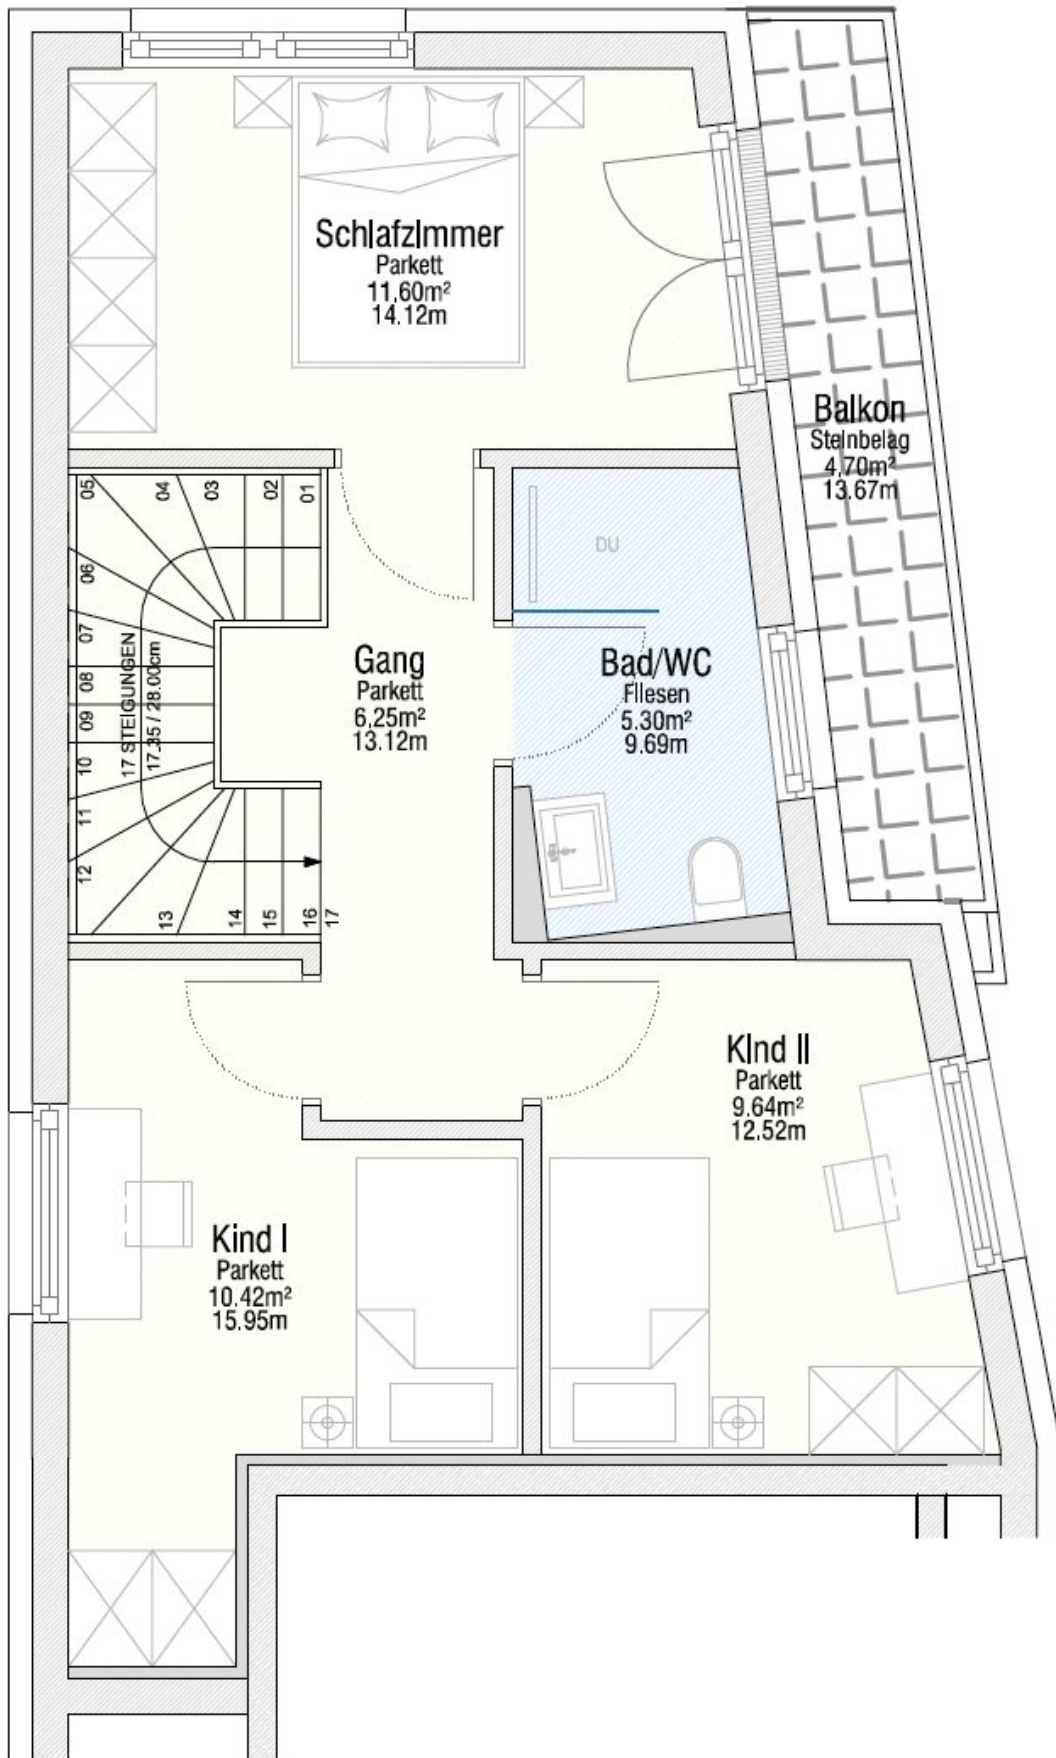 Schlafzimmer
Parkett
11.60m²
14.12m
Balkon
Steinbelag
4.70m²
13.67m
05
04
03
02
01
06
07
08
09
10
11
12
13
14
15
16
17
17 STEIGUNGEN
17.35 / 28.00cm
DU
Gang
Parkett
6.25m²
13.12m
Bad/WC
Fliesen
5.30m²
9.69m
Kind II
Parkett
9.64m²
12.52m
Kind I
Parkett
10.42m²
15.95m